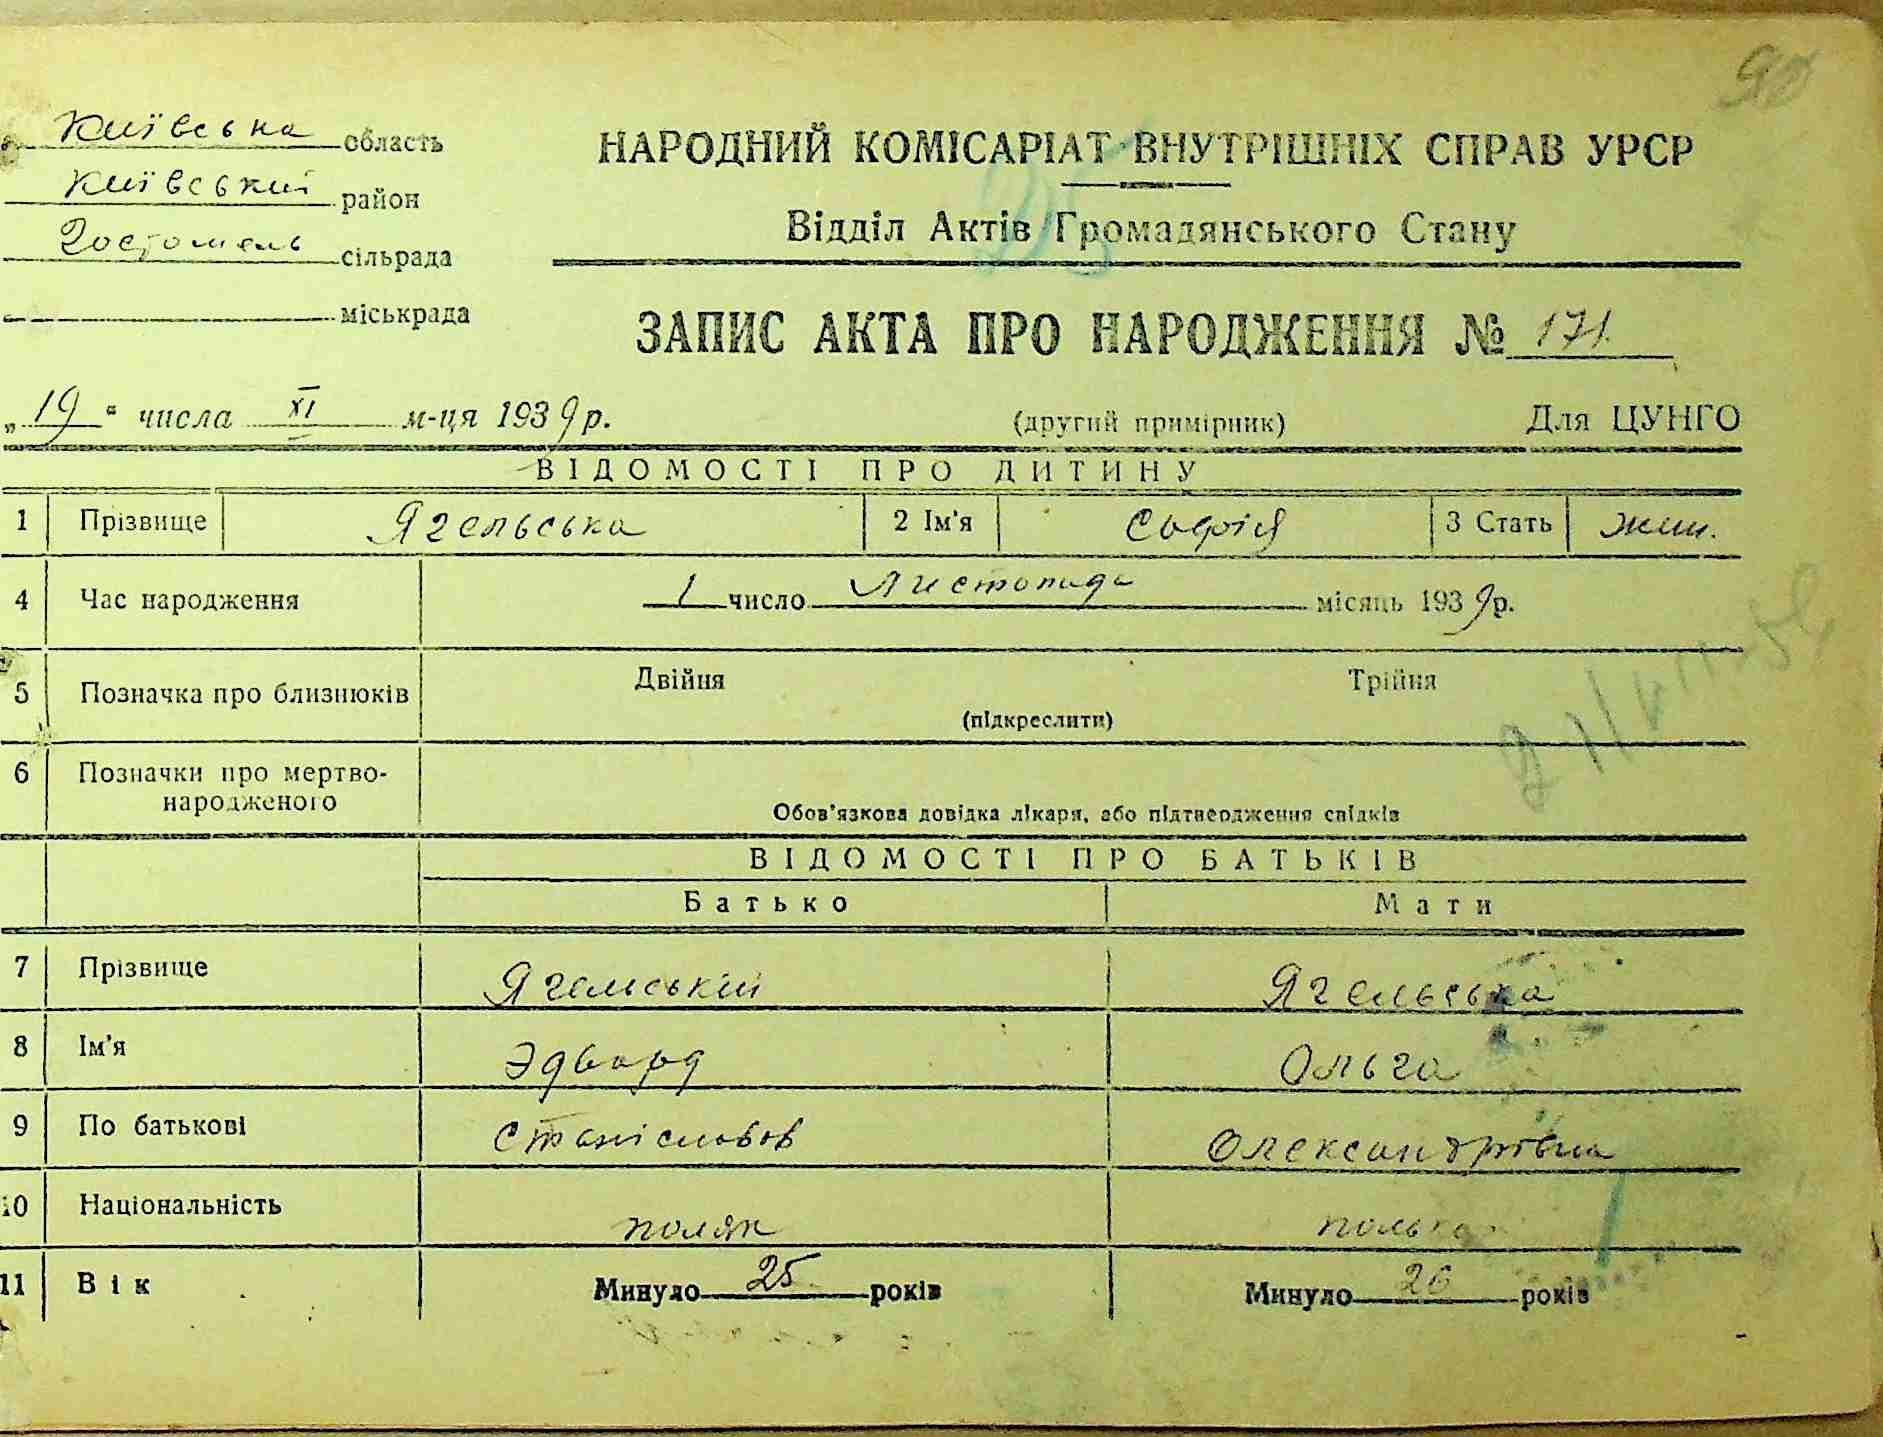 90
Київська область
Київський район
Гостомель сільрада
міськрада
НАРОДНИЙ КОМІСАРІАТ ВНУТРІШНІХ СПРАВ УРСР
Відділ Актів Громадянського Стану
ЗАПИС АКТА ПРО НАРОДЖЕННЯ № 171.
„19“ числа XI м-ця 1939 р.
(другий примірник) Для ЦУНГО
ВІДОМОСТІ ПРО ДИТИНУ
1 Прізвище Ягельська 2 Ім'я Софія 3 Стать жин.
4 Час народження 1 число Листопада місяць 1939 р.
5 Позначка про близнюків Двійня Трійня
(підкреслити)
6 Позначки про мертво-
народженого
Обов'язкова довідка лікаря, або підтвердження свідків
ВІДОМОСТІ ПРО БАТЬКІВ
Батько Мати
7 Прізвище Ягельський Ягельська
8 Ім'я Эдвард Ольга
9 По батькові Станіславов Олександрівна
10 Національність поляк полька
11 Вік Минуло 25 років Минуло 26 років